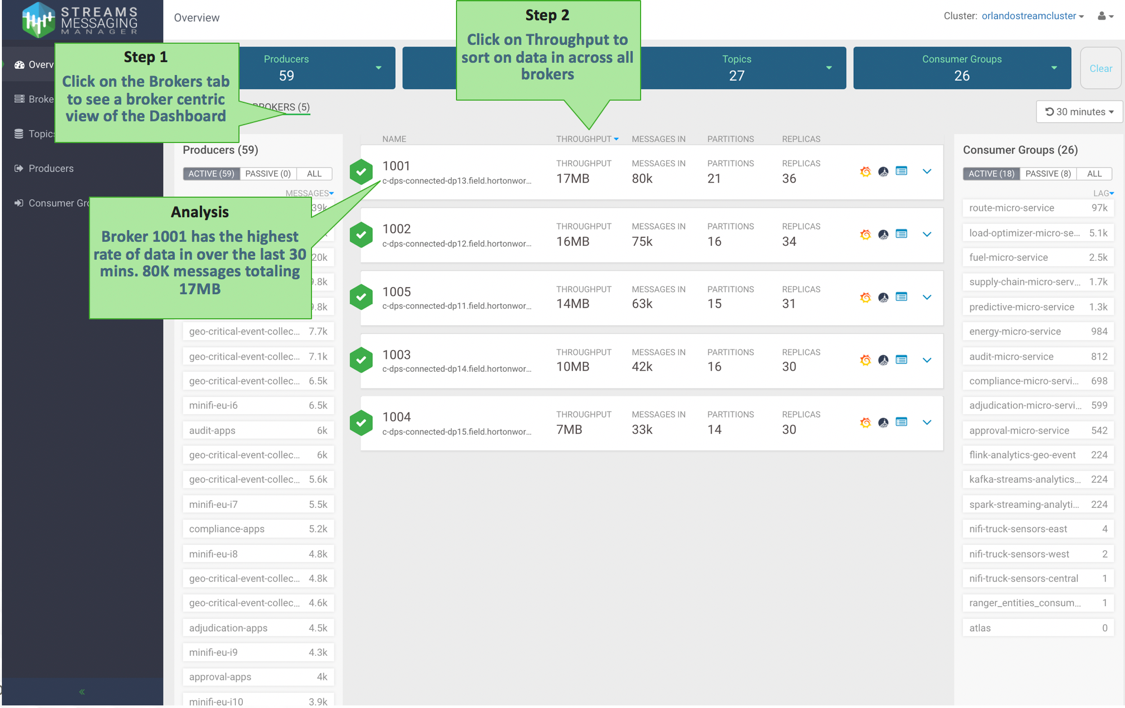 STREAMS
MESSAGING
MANAGER
Overview
Cluster: orlandostreamcluster
Step 1
Click on the Brokers tab
to see a broker centric
view of the Dashboard
Step 2
Click on Throughput to
sort on data in across all
brokers
Analysis
Broker 1001 has the highest
rate of data in over the last 30
mins. 80K messages totaling
17MB
Overv
Broke
Topics
Producers
Consumer Gro
«
Producers
59
Topics
27
Consumer Groups
26
Clear
BROKERS (5)
30 minutes
Producers (59)
ACTIVE (59) PASSIVE (0) ALL
MESSAGES
39k
20k
9.8k
9.8k
geo-critical-event-collec... 7.7k
geo-critical-event-collec... 7.1k
geo-critical-event-collec... 6.5k
minifi-eu-i6 6.5k
audit-apps 6k
geo-critical-event-collec... 6k
geo-critical-event-collec... 5.6k
minifi-eu-i7 5.5k
compliance-apps 5.2k
minifi-eu-i8 4.8k
geo-critical-event-collec... 4.8k
geo-critical-event-collec... 4.6k
adjudication-apps 4.5k
minifi-eu-i9 4.3k
approval-apps 4k
minifi-eu-i10 3.9k
NAME THROUGHPUT MESSAGES IN PARTITIONS REPLICAS
1001 THROUGHPUT MESSAGES IN PARTITIONS REPLICAS
c-dps-connected-dp13.field.hortonwor... 17MB 80k 21 36
1002 THROUGHPUT MESSAGES IN PARTITIONS REPLICAS
c-dps-connected-dp12.field.hortonwor... 16MB 75k 16 34
1005 THROUGHPUT MESSAGES IN PARTITIONS REPLICAS
c-dps-connected-dp11.field.hortonwor... 14MB 63k 15 31
1003 THROUGHPUT MESSAGES IN PARTITIONS REPLICAS
c-dps-connected-dp14.field.hortonwor... 10MB 42k 16 30
1004 THROUGHPUT MESSAGES IN PARTITIONS REPLICAS
c-dps-connected-dp15.field.hortonwor... 7MB 33k 14 30
Consumer Groups (26)
ACTIVE (18) PASSIVE (8) ALL
LAG
route-micro-service 97k
load-optimizer-micro-se... 5.1k
fuel-micro-service 2.5k
supply-chain-micro-serv... 1.7k
predictive-micro-service 1.3k
energy-micro-service 984
audit-micro-service 812
compliance-micro-servi... 698
adjudication-micro-servi... 599
approval-micro-service 542
flink-analytics-geo-event 224
kafka-streams-analytics... 224
spark-streaming-analyti... 224
nifi-truck-sensors-east 4
nifi-truck-sensors-west 2
nifi-truck-sensors-central 1
ranger_entities_consum... 1
atlas 0